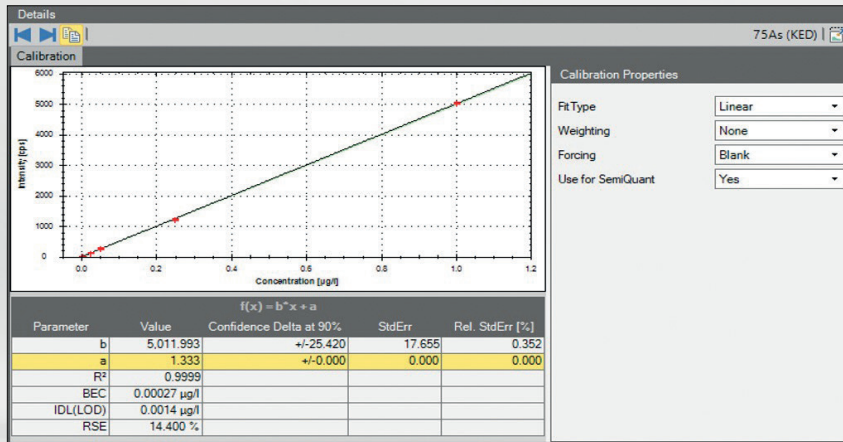 Details
75As (KED)
Calibration
Intensity [cps]
6000
5000
4000
3000
2000
1000
0
0.0 0.2 0.4 0.6 0.8 1.0 1.2
Concentration [µg/l]
f(x) = b*x + a
Parameter Value Confidence Delta at 90% StdErr Rel. StdErr [%]
b 5,011.993 +/-25.420 17.655 0.352
a 1.333 +/-0.000 0.000 0.000
R² 0.9999
BEC 0.00027 µg/l
IDL(LOD) 0.0014 µg/l
RSE 14.400 %
Calibration Properties
Fit Type Linear
Weighting None
Forcing Blank
Use for SemiQuant Yes